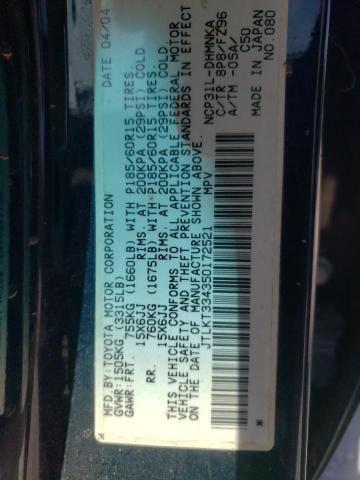 MFD.BY:TOYOTA MOTOR CORPORATION DATE 04/04
GVWR:1505KG (3315LB)
GAWR:FRT. 755KG (1660LB) WITH P185/60R15 TIRES,
15X6JJ RIMS, AT 200KPA (29PSI) COLD
RR. 760KG (1675LB) WITH P185/60R15 TIRES,
15X6JJ RIMS, AT 200KPA (29PSI) COLD
THIS VEHICLE CONFORMS TO ALL APPLICABLE FEDERAL MOTOR
VEHICLE SAFETY AND THEFT PREVENTION STANDARDS IN EFFECT
ON THE DATE OF MANUFACTURE SHOWN ABOVE.
JTLKT334350172521 NCP31L-DHMNKA
MPV C/TR 8P8/FZ96
A/TM -05A/
C50
MADE IN JAPAN
NO.080